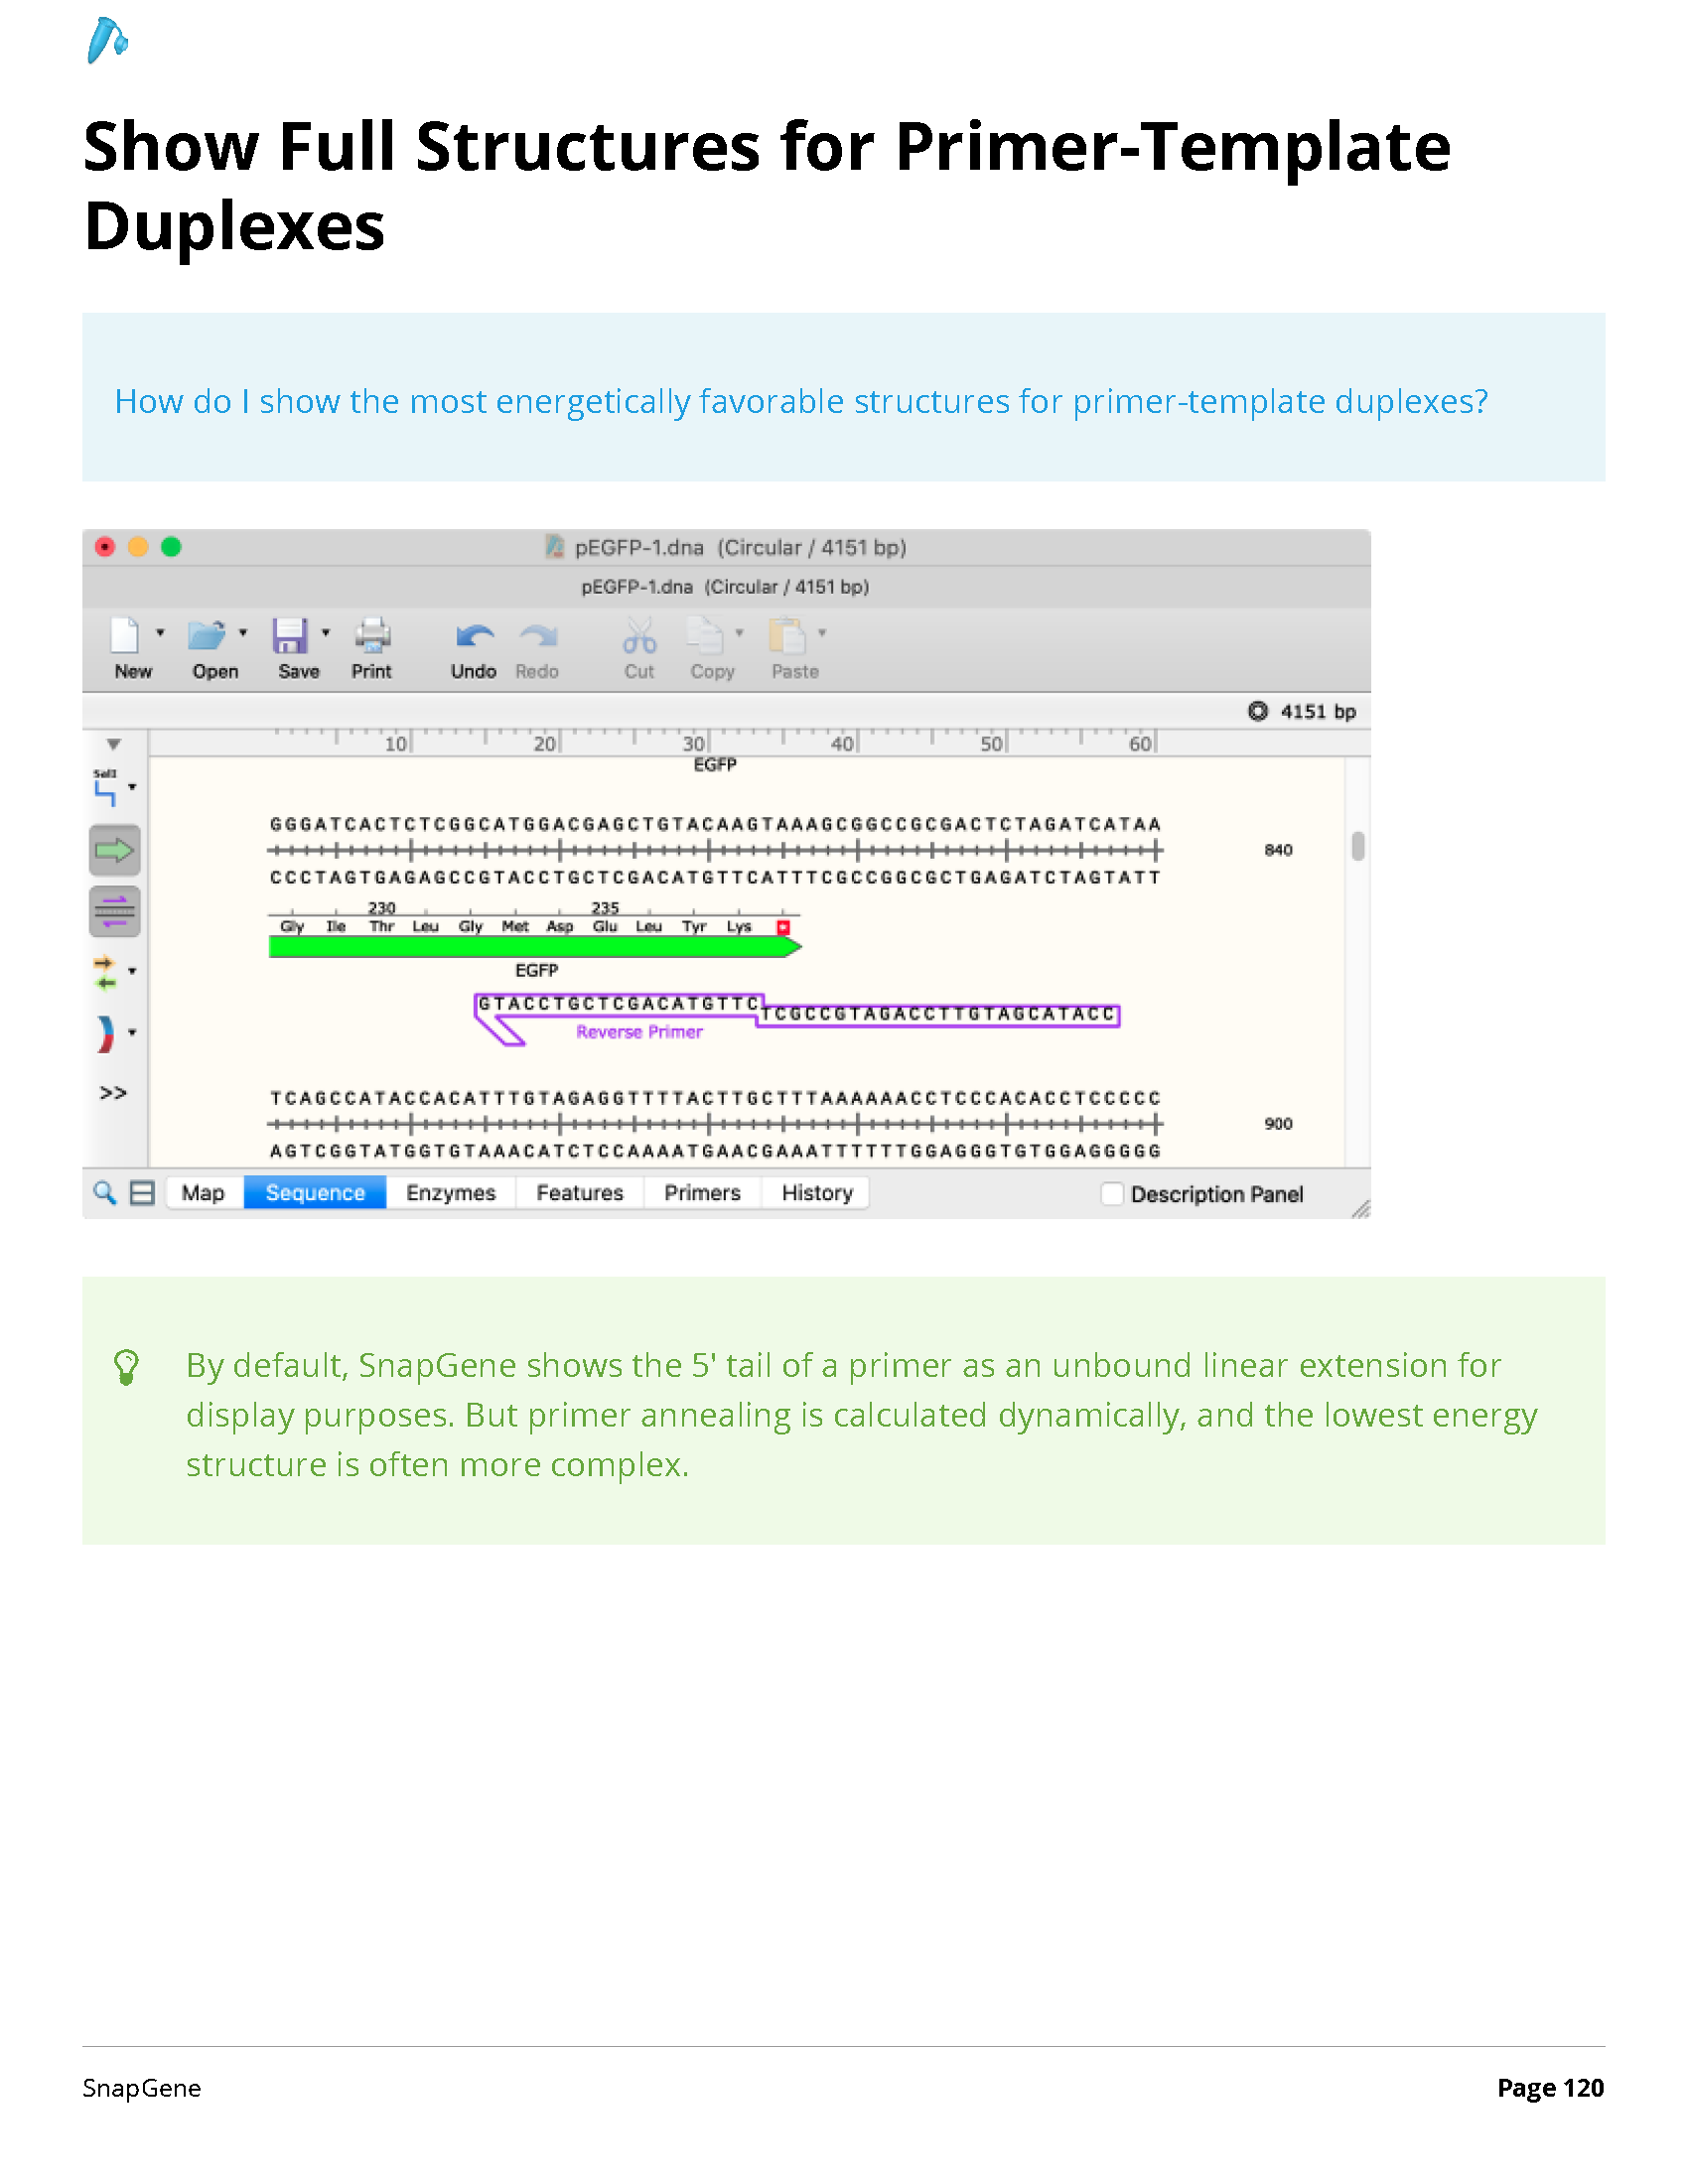 Show Full Structures for Primer-Template
Duplexes
How do I show the most energetically favorable structures for primer-template duplexes?
pEGFP-1.dna (Circular / 4151 bp)
pEGFP-1.dna (Circular / 4151 bp)
New Open Save Print Undo Redo Cut Copy Paste
4151 bp
10 20 30 40 50 60
EGFP
SalI
GGGATCACTCTCGGCATGGACGAGCTGTACAAGTAAAGCGGCCGCGACTCTAGATCATAA
840
CCCTAGTGAGAGCCGTACCTGCTCGACATGTTCATTTCGCCGGCGCTGAGATCTAGTATT
230 235
Gly Ile Thr Leu Gly Met Asp Glu Leu Tyr Lys
EGFP
GTACCTGCTCGACATGTTCTCGCCGTAGACCTTGTAGCATACC
Reverse Primer
>>
TCAGCCATACCACATTTGTAGAGGTTTTACTTGCTTTAAAAAACCTCCCACACCTCCCCC
900
AGTCGGTATGGTGTAAACATCTCCAAAATGAACGAAATTTTTTGGAGGGTGTGGAGGGGG
Map Sequence Enzymes Features Primers History Description Panel
By default, SnapGene shows the 5' tail of a primer as an unbound linear extension for
display purposes. But primer annealing is calculated dynamically, and the lowest energy
structure is often more complex.
SnapGene Page 120